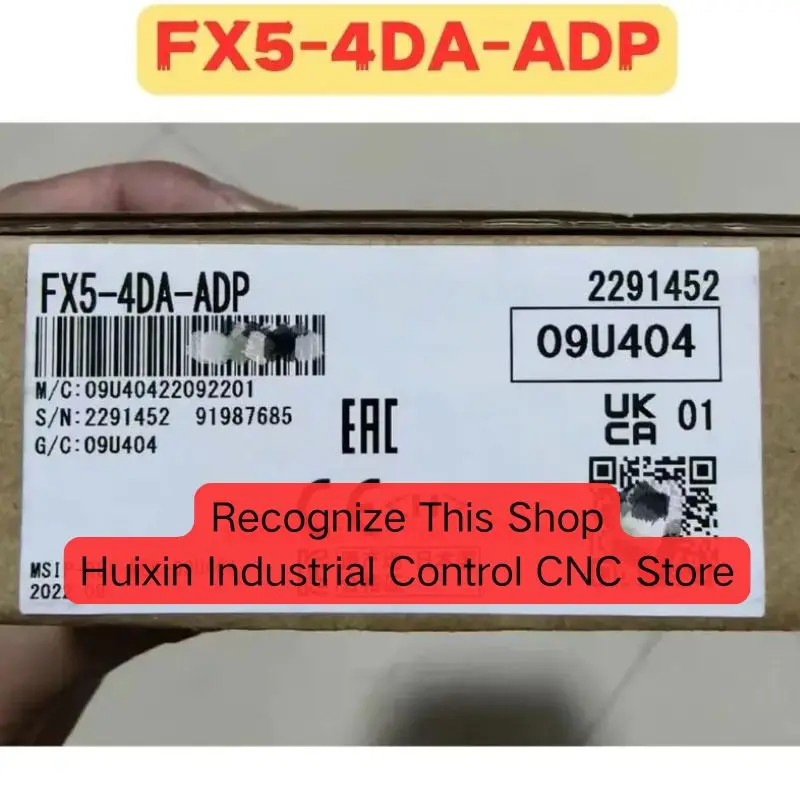 FX5-4DA-ADP
FX5-4DA-ADP
2291452
09U404
M/C:09U40422092201
S/N:2291452 91987685
G/C:09U404
EAC
UK
CA 01
Recognize This Shop
Huixin Industrial Control CNC Store